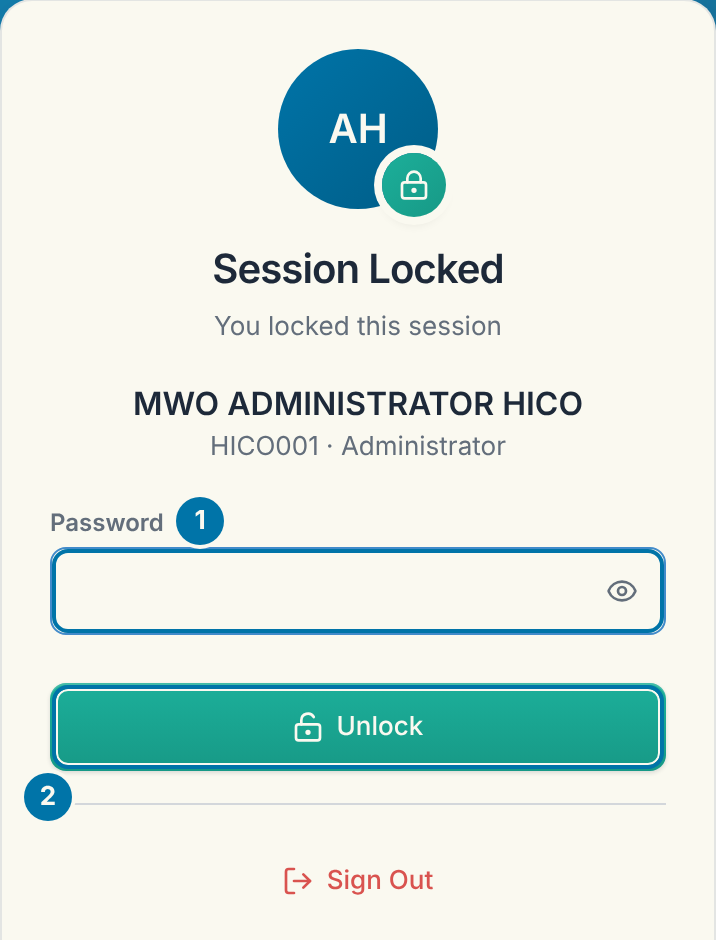 AH
Session Locked
You locked this session
MWO ADMINISTRATOR HICO
HICO001 · Administrator
Password 1
Unlock
2
Sign Out